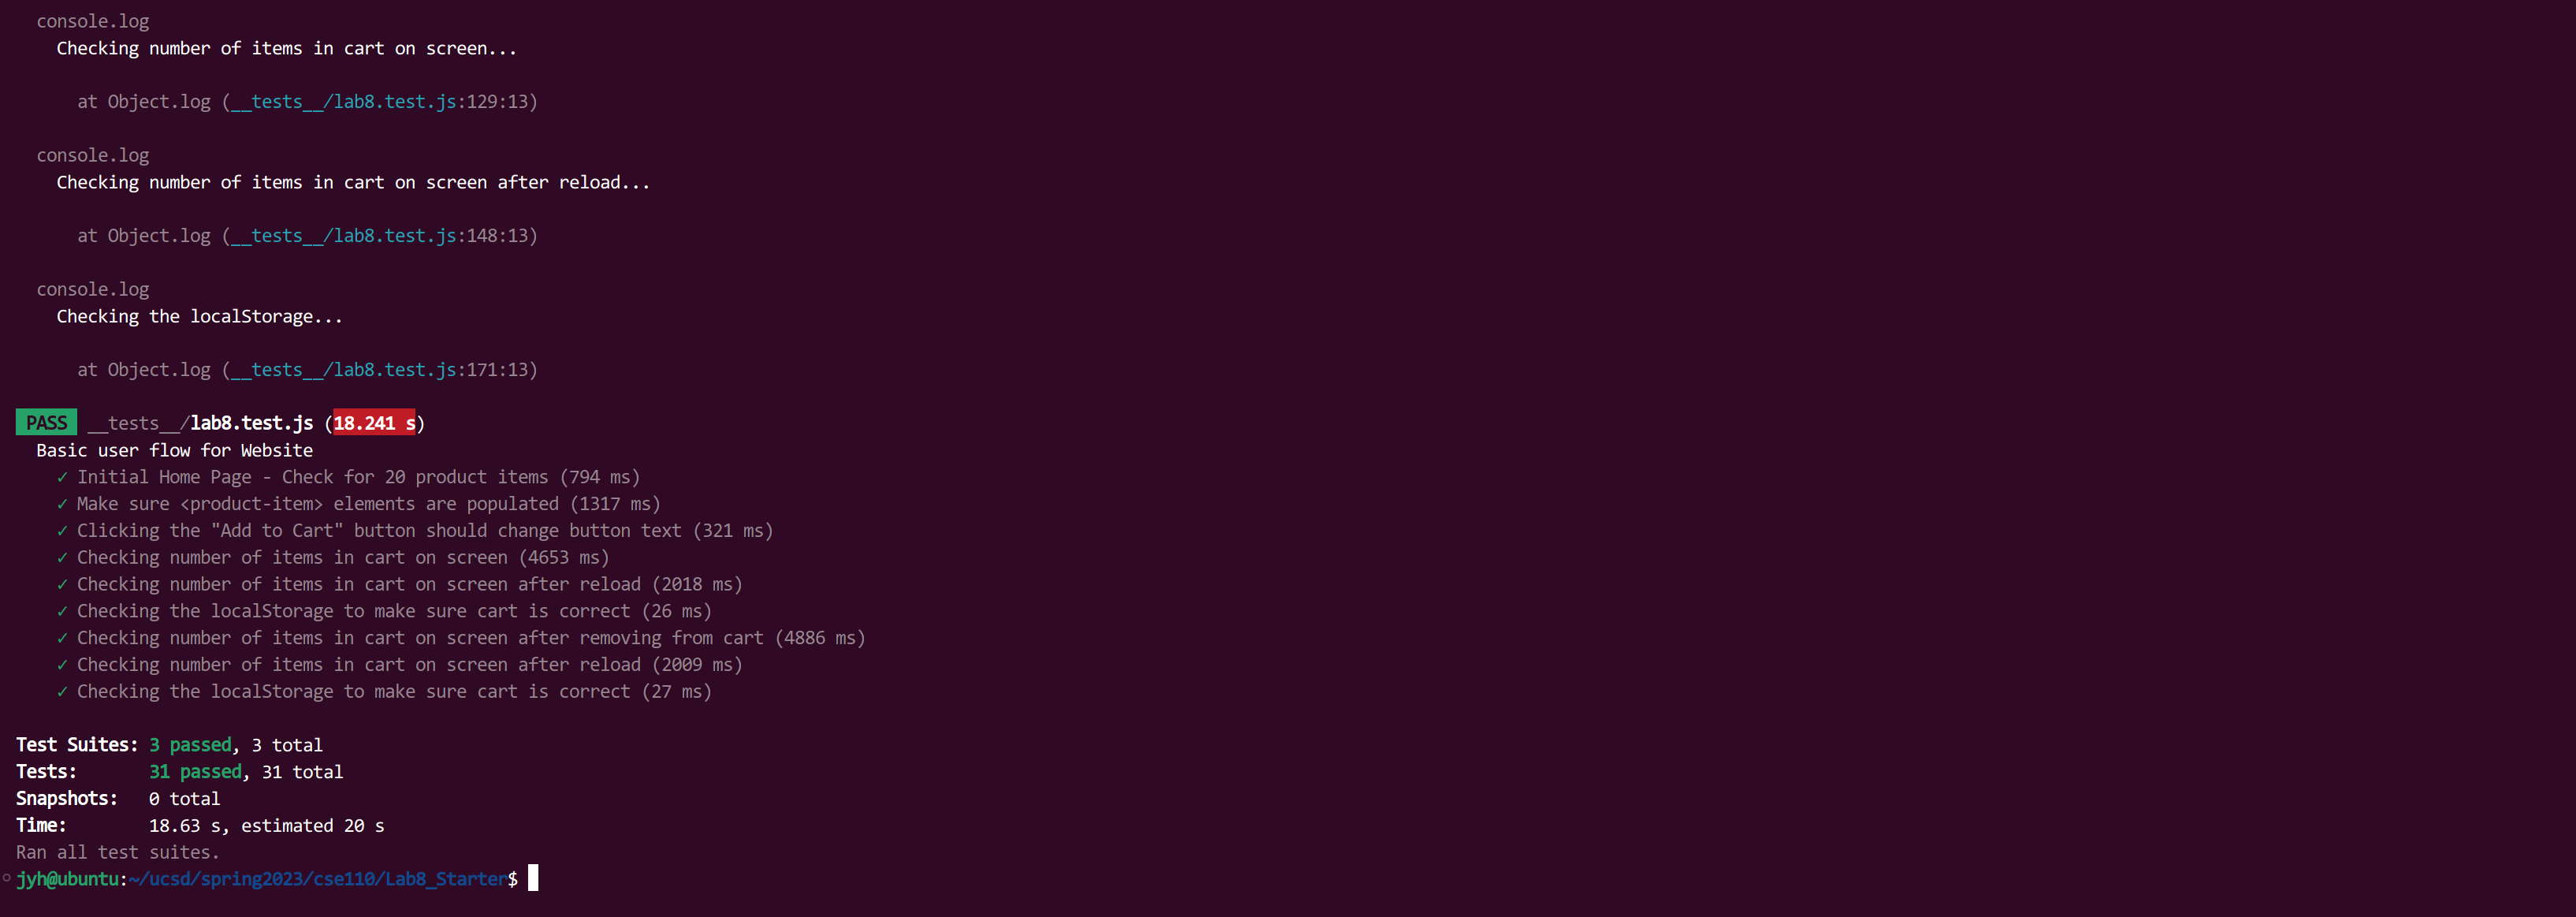 console.log
Checking number of items in cart on screen...
at Object.log (__tests__/lab8.test.js:129:13)
console.log
Checking number of items in cart on screen after reload...
at Object.log (__tests__/lab8.test.js:148:13)
console.log
Checking the localStorage...
at Object.log (__tests__/lab8.test.js:171:13)
PASS __tests__/lab8.test.js (18.241 s)
Basic user flow for Website
✓ Initial Home Page - Check for 20 product items (794 ms)
✓ Make sure <product-item> elements are populated (1317 ms)
✓ Clicking the "Add to Cart" button should change button text (321 ms)
✓ Checking number of items in cart on screen (4653 ms)
✓ Checking number of items in cart on screen after reload (2018 ms)
✓ Checking the localStorage to make sure cart is correct (26 ms)
✓ Checking number of items in cart on screen after removing from cart (4886 ms)
✓ Checking number of items in cart on screen after reload (2009 ms)
✓ Checking the localStorage to make sure cart is correct (27 ms)
Test Suites: 3 passed, 3 total
Tests: 31 passed, 31 total
Snapshots: 0 total
Time: 18.63 s, estimated 20 s
Ran all test suites.
jyh@ubuntu:~/ucsd/spring2023/cse110/Lab8_Starter$